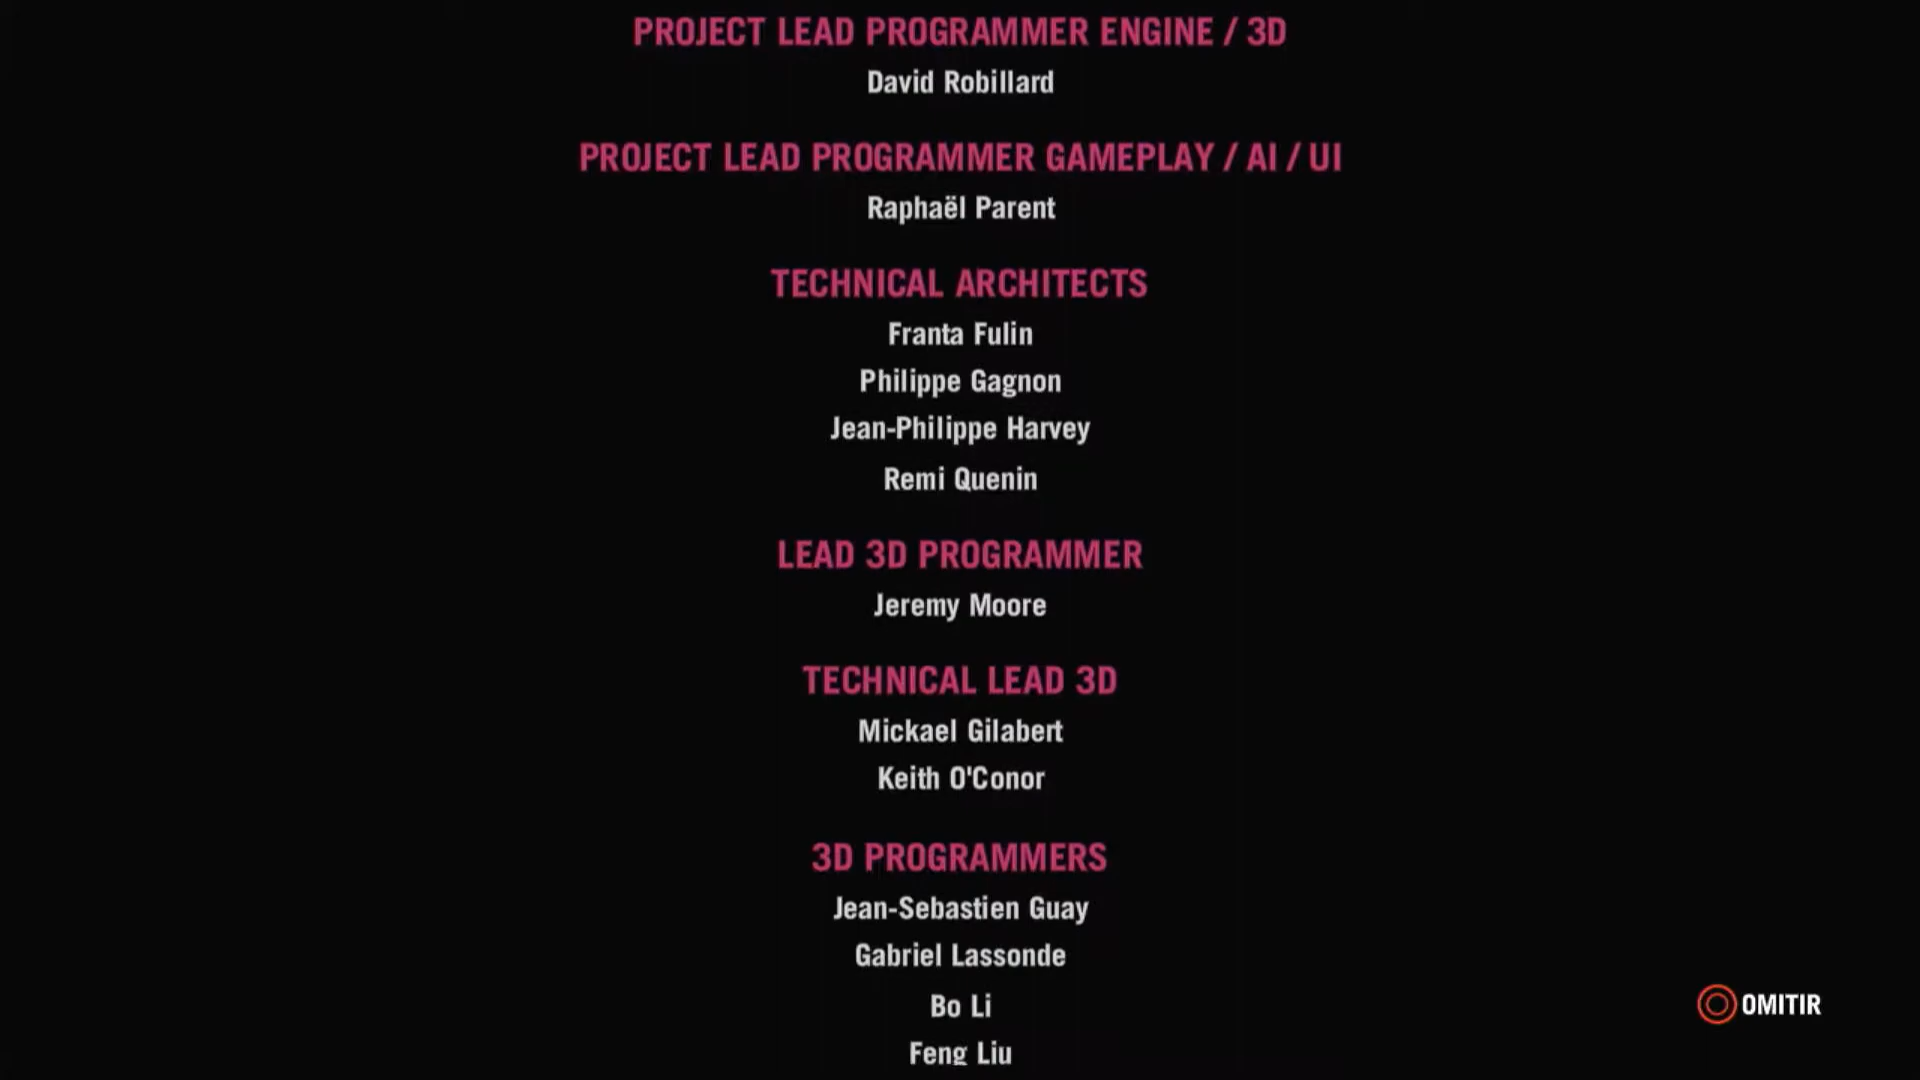 PROJECT LEAD PROGRAMMER ENGINE / 3D
David Robillard
PROJECT LEAD PROGRAMMER GAMEPLAY / AI / UI
Raphaël Parent
TECHNICAL ARCHITECTS
Franta Fulin
Philippe Gagnon
Jean-Philippe Harvey
Remi Quenin
LEAD 3D PROGRAMMER
Jeremy Moore
TECHNICAL LEAD 3D
Mickael Gilabert
Keith O'Conor
3D PROGRAMMERS
Jean-Sebastien Guay
Gabriel Lassonde
Bo Li
Feng Liu
OMITIR